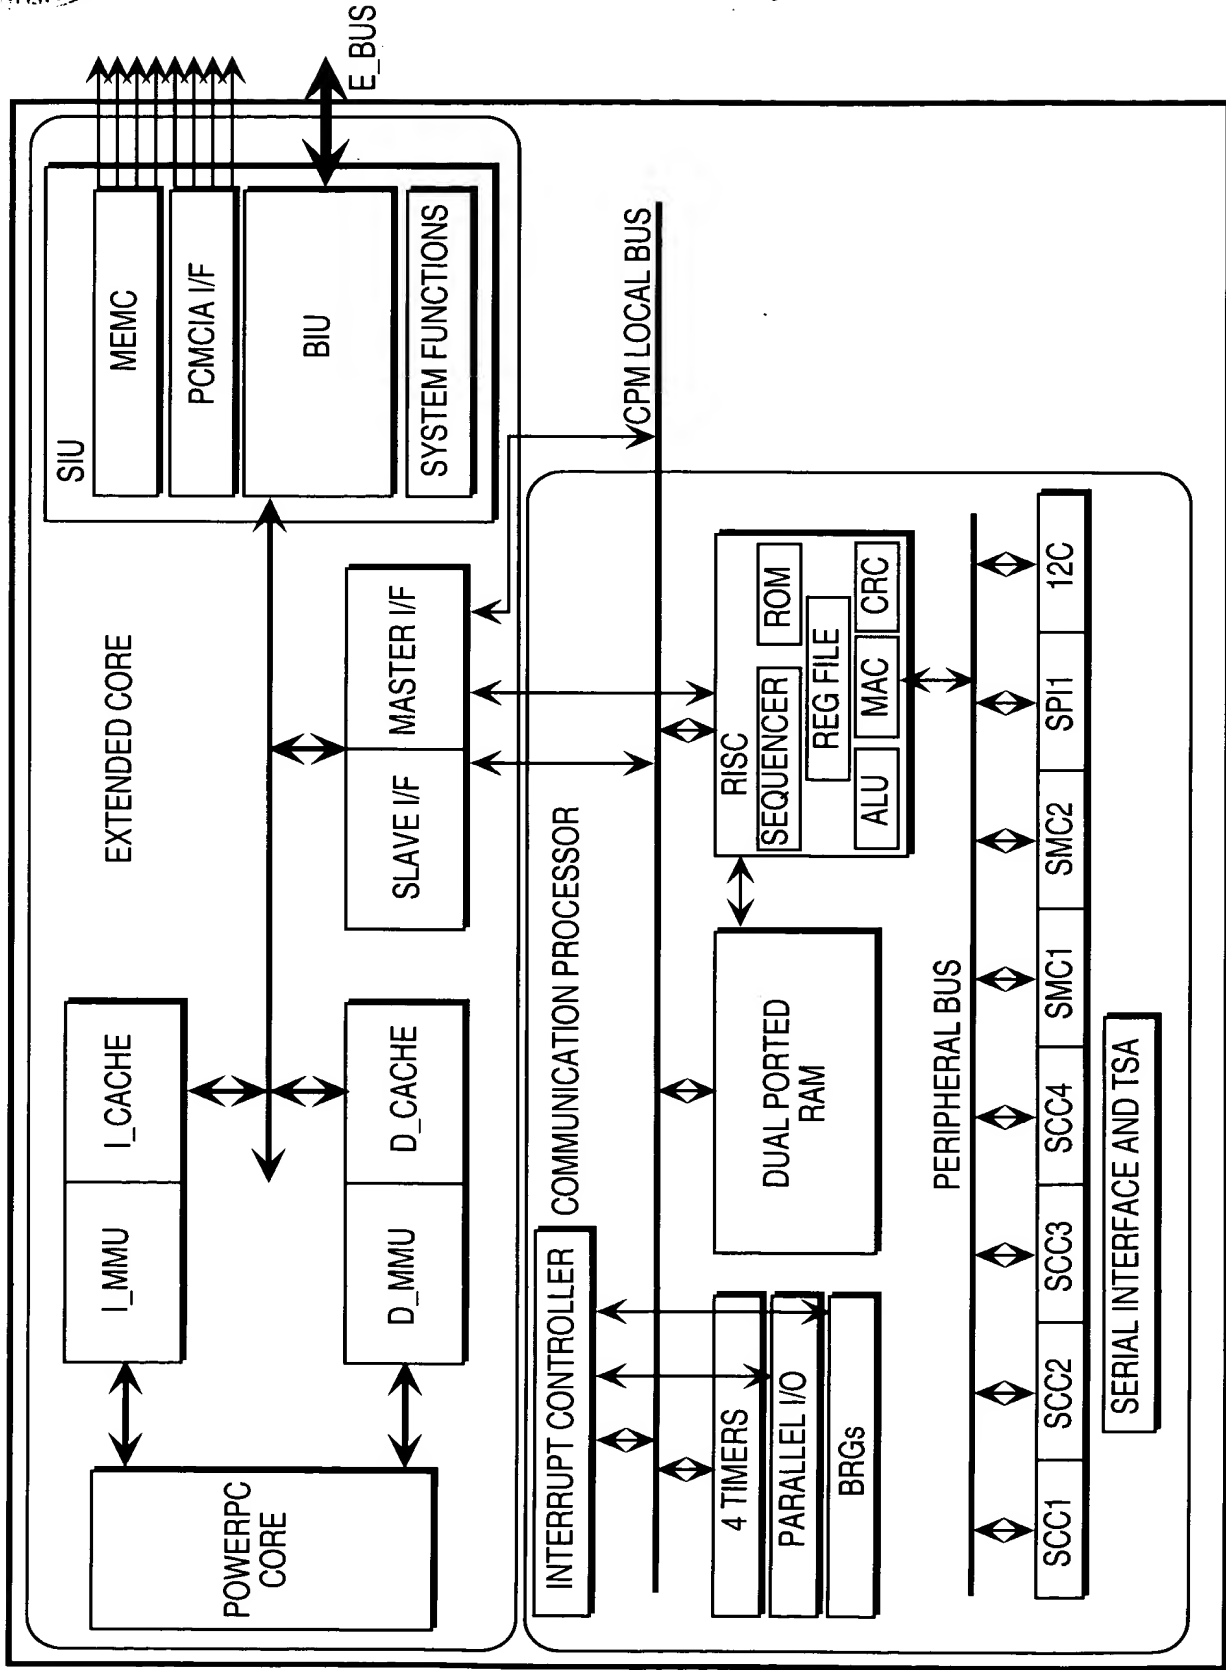 EXTENDED CORE
POWERPC
CORE
I_MMU
I_CACHE
D_MMU
D_CACHE
SLAVE I/F
MASTER I/F
SIU
MEMC
PCMCIA I/F
BIU
SYSTEM FUNCTIONS
E_BUS
INTERRUPT CONTROLLER
COMMUNICATION PROCESSOR
CPM LOCAL BUS
4 TIMERS
PARALLEL I/O
BRGs
DUAL PORTED
RAM
RISC
SEQUENCER
ROM
REG FILE
ALU
MAC
CRC
PERIPHERAL BUS
SCC1
SCC2
SCC3
SCC4
SMC1
SMC2
SPI1
12C
SERIAL INTERFACE AND TSA